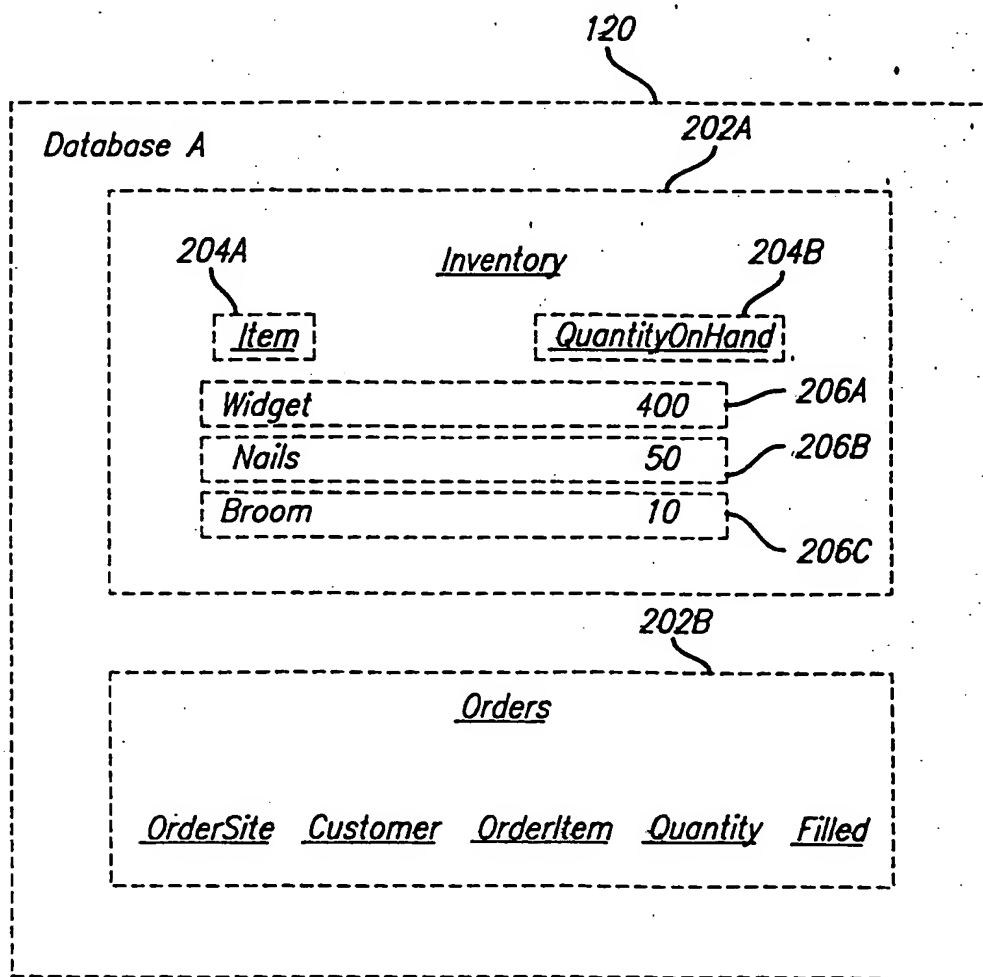 120
Database A
202A
204A
Inventory
204B
Item QuantityOnHand
Widget 400
206A
Nails 50
206B
Broom 10
206C
202B
Orders
OrderSite Customer OrderItem Quantity Filled